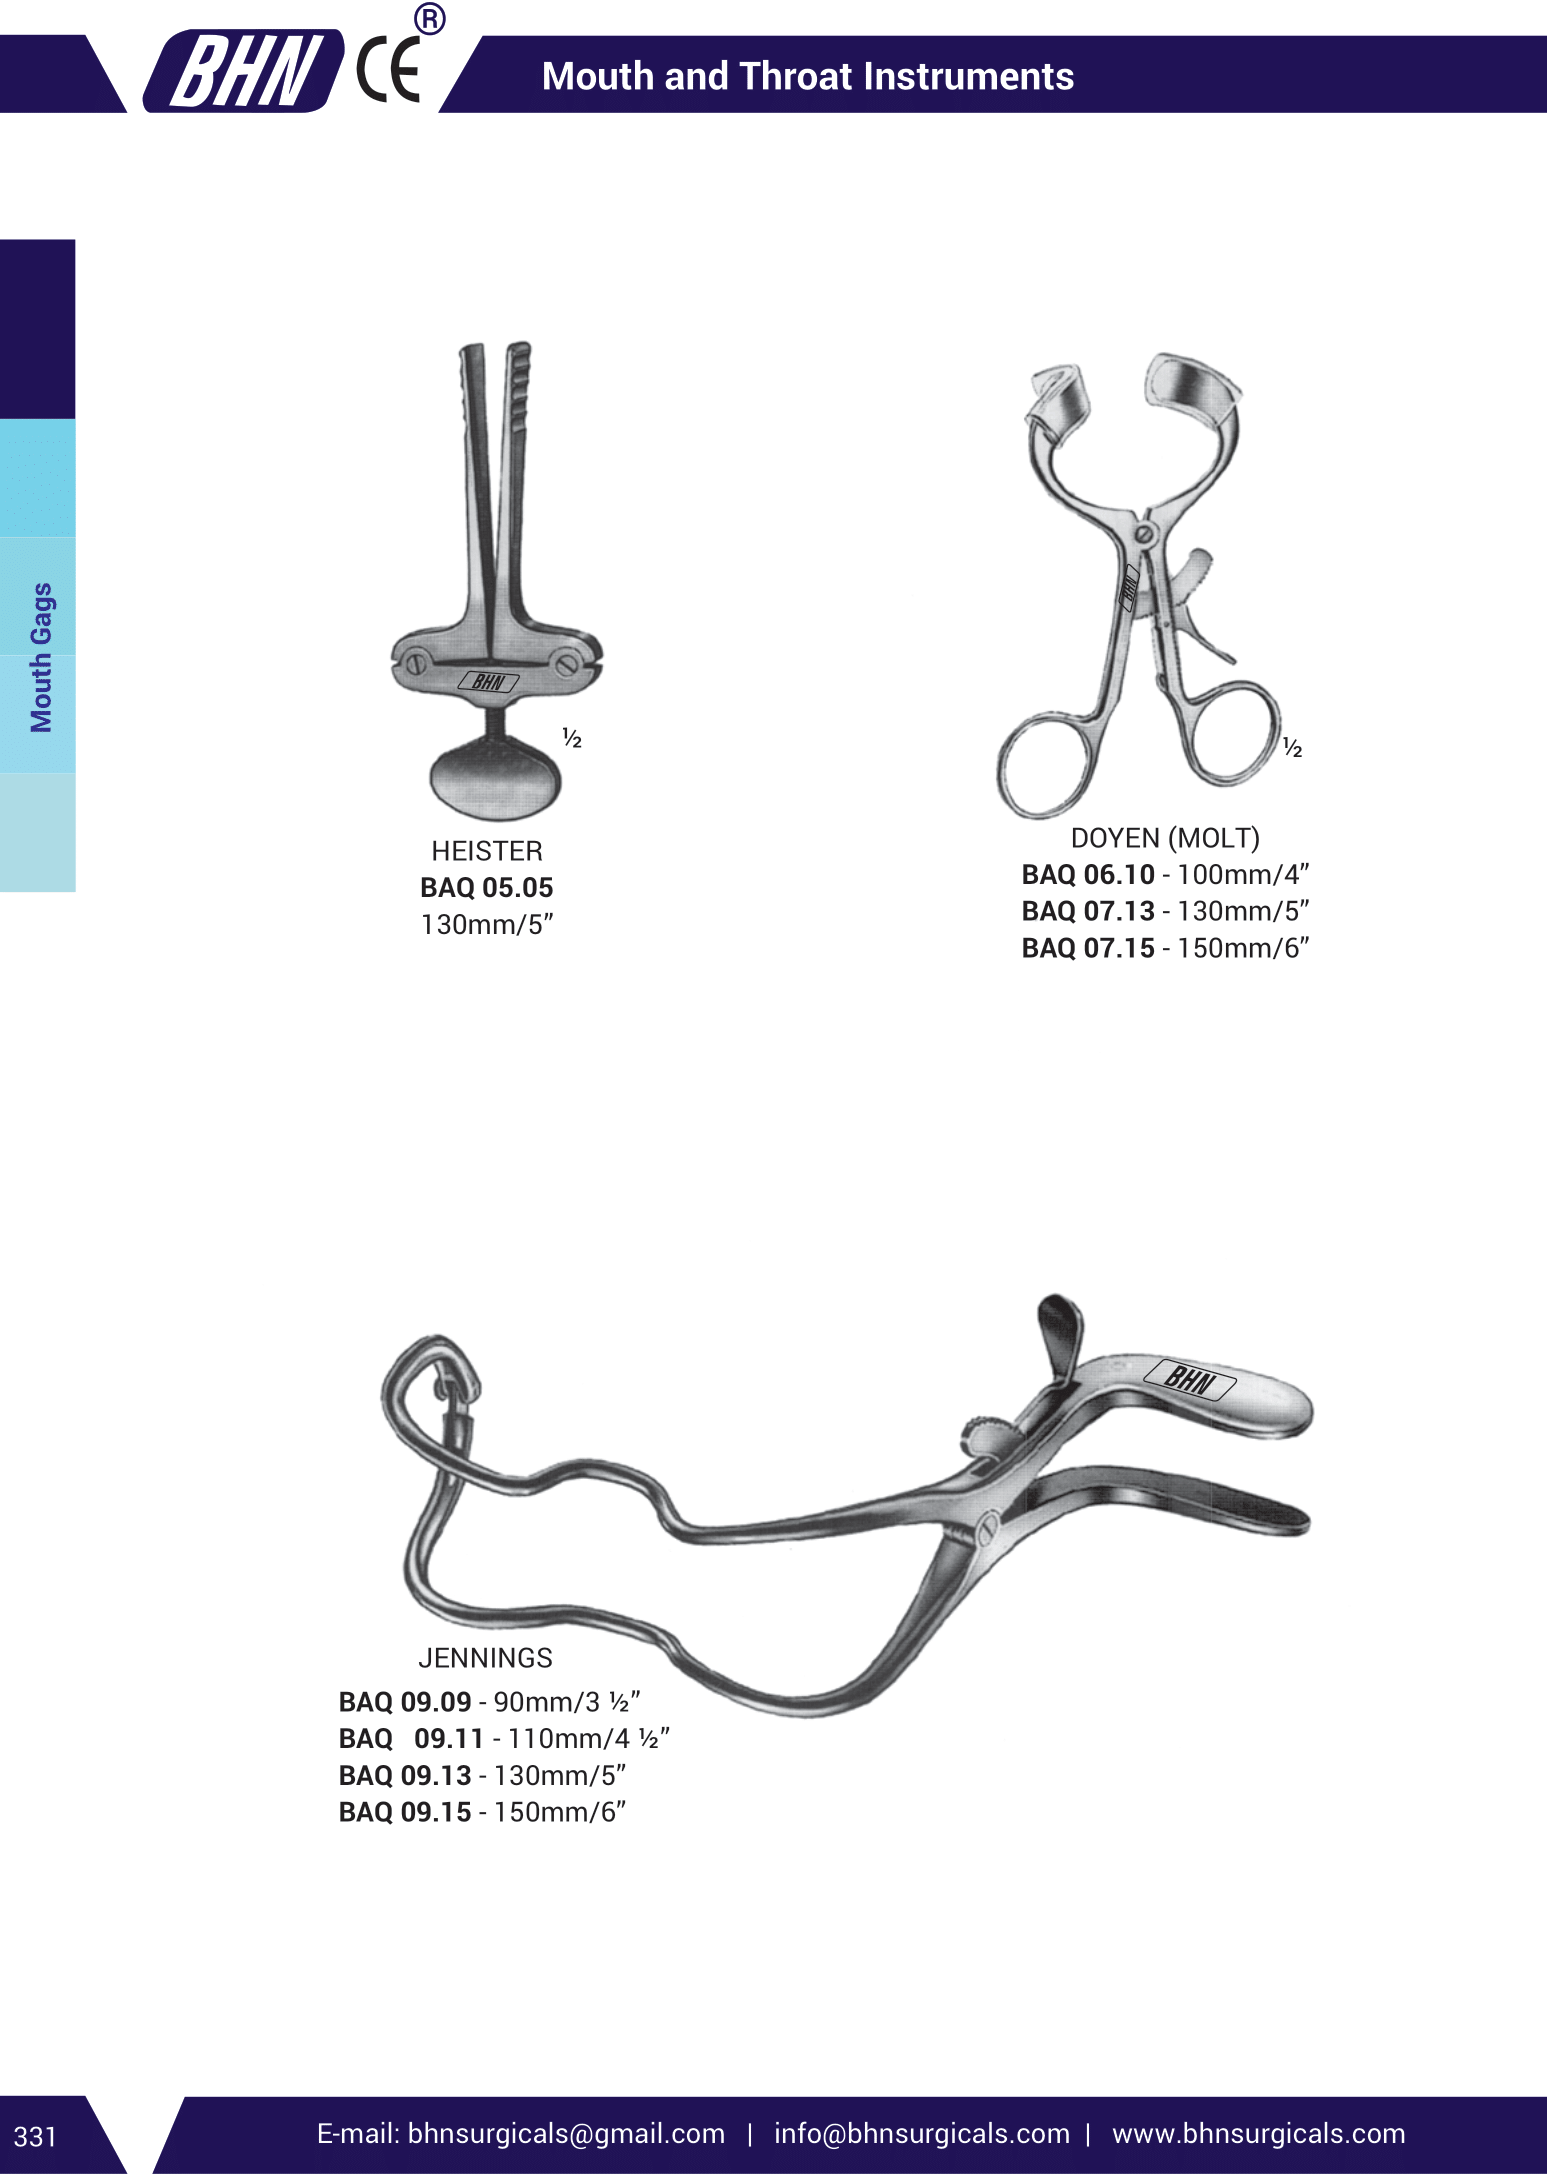 BHN CE ®
Mouth and Throat Instruments
Mouth Gags
BHN
½
HEISTER
BAQ 05.05
130mm/5”
BHN
½
DOYEN (MOLT)
BAQ 06.10 - 100mm/4”
BAQ 07.13 - 130mm/5”
BAQ 07.15 - 150mm/6”
BHN
JENNINGS
BAQ 09.09 - 90mm/3 ½”
BAQ 09.11 - 110mm/4 ½”
BAQ 09.13 - 130mm/5”
BAQ 09.15 - 150mm/6”
331
E-mail: bhnsurgicals@gmail.com | info@bhnsurgicals.com | www.bhnsurgicals.com